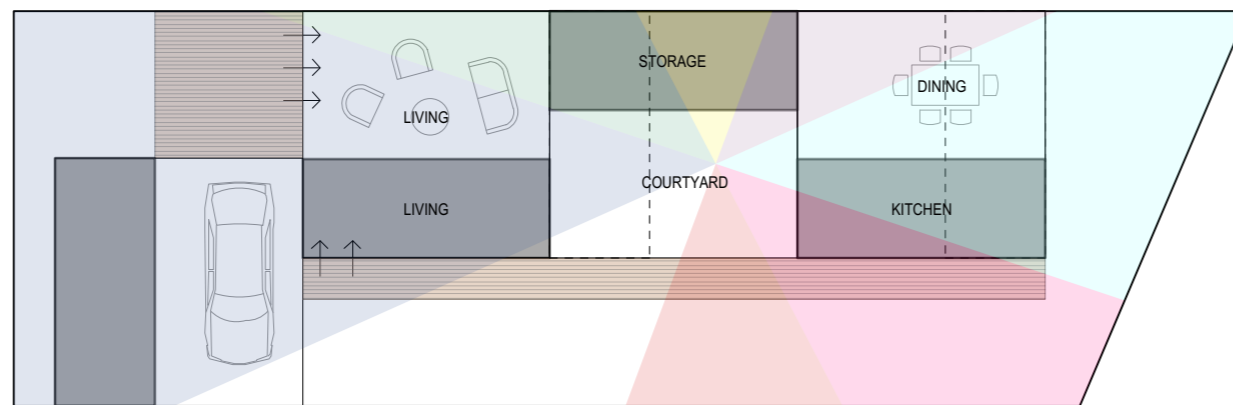 STORAGE
DINING
LIVING
COURTYARD
LIVING
KITCHEN